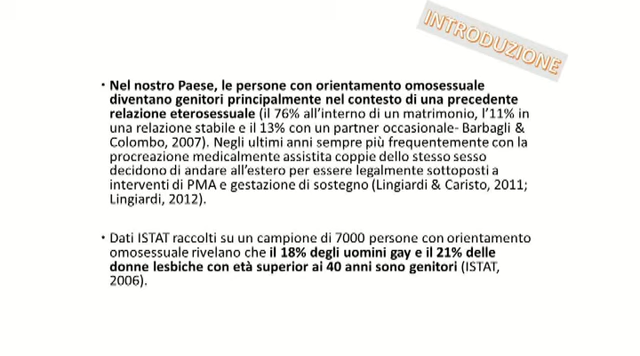 INTRODUZIONE
• Nel nostro Paese, le persone con orientamento omosessuale
diventano genitori principalmente nel contesto di una precedente
relazione eterosessuale (il 76% all'interno di un matrimonio, l'11% in
una relazione stabile e il 13% con un partner occasionale- Barbagli &
Colombo, 2007). Negli ultimi anni sempre più frequentemente con la
procreazione medicalmente assistita coppie dello stesso sesso
decidono di andare all'estero per essere legalmente sottoposti a
interventi di PMA e gestazione di sostegno (Lingiardi & Caristo, 2011;
Lingiardi, 2012).
• Dati ISTAT raccolti su un campione di 7000 persone con orientamento
omosessuale rivelano che il 18% degli uomini gay e il 21% delle
donne lesbiche con età superior ai 40 anni sono genitori (ISTAT,
2006).